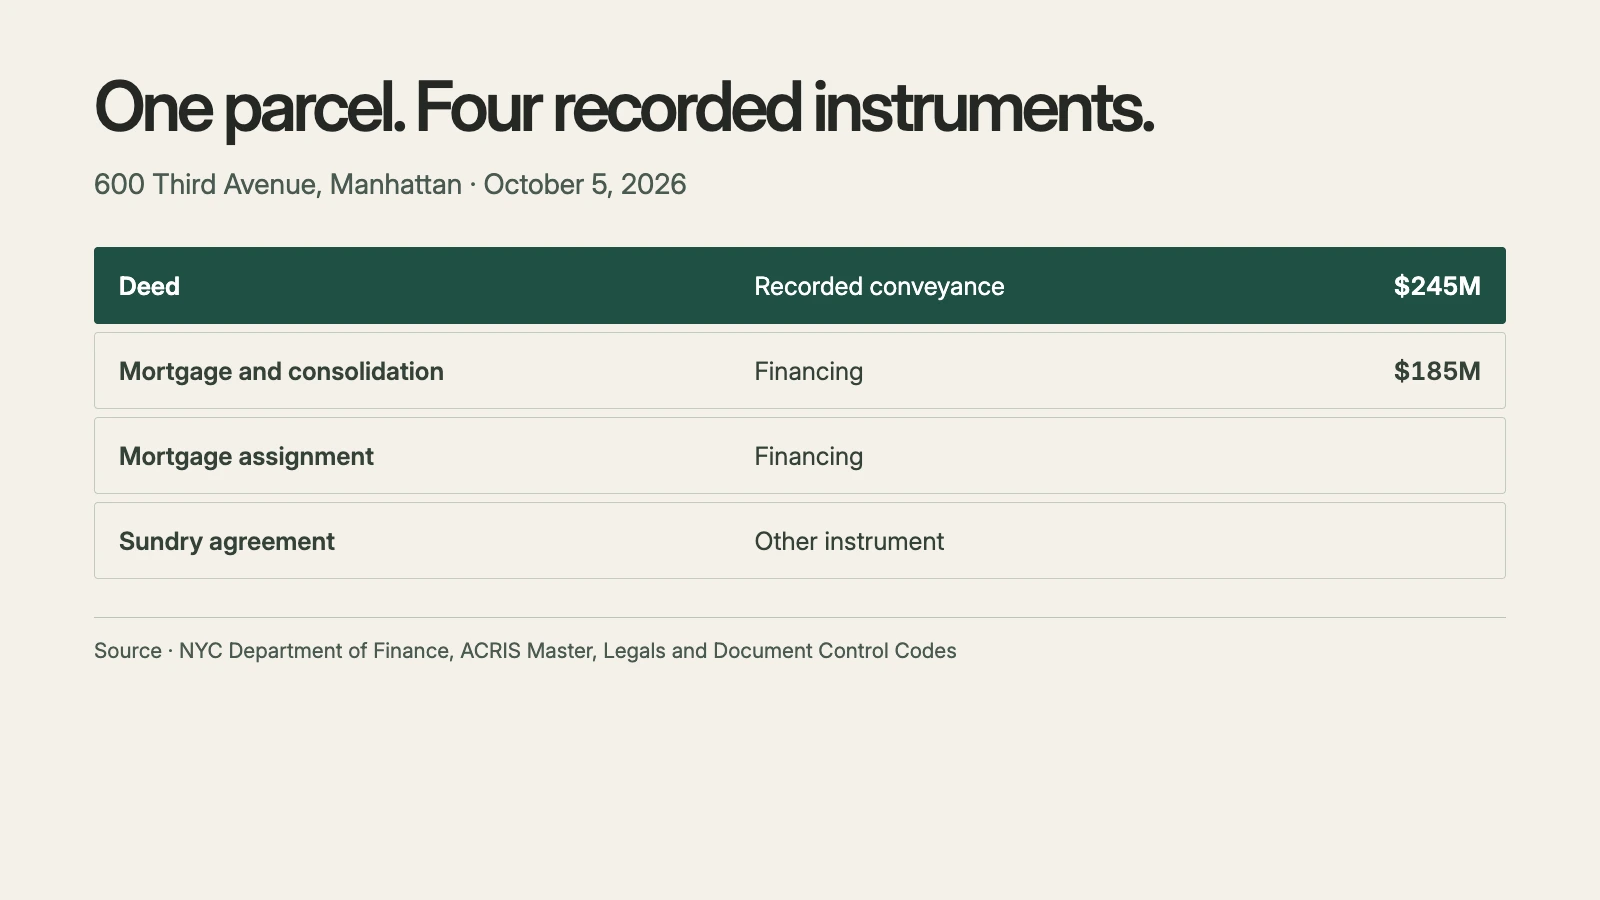 One parcel. Four recorded instruments.
600 Third Avenue, Manhattan · October 5, 2026
Deed Recorded conveyance $245M
Mortgage and consolidation Financing $185M
Mortgage assignment Financing
Sundry agreement Other instrument
Source · NYC Department of Finance, ACRIS Master, Legals and Document Control Codes